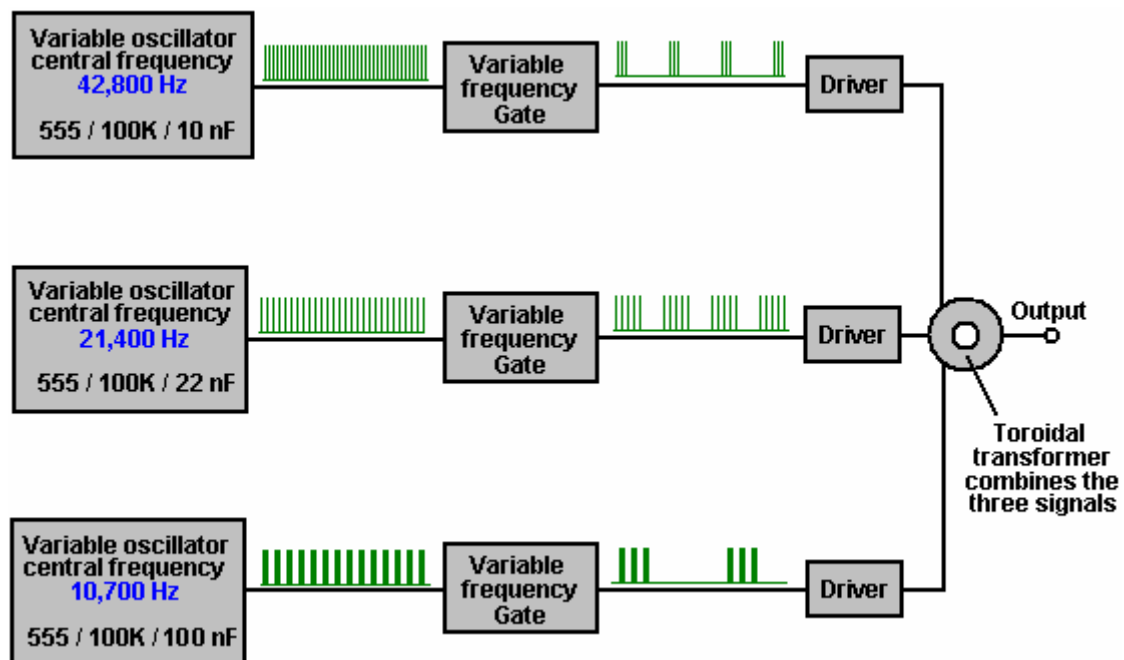 Variable oscillator
central frequency
42,800 Hz
555 / 100K / 10 nF
Variable
frequency
Gate
Driver
Variable oscillator
central frequency
21,400 Hz
555 / 100K / 22 nF
Variable
frequency
Gate
Driver
Output
Toroidal
transformer
combines the
three signals
Variable oscillator
central frequency
10,700 Hz
555 / 100K / 100 nF
Variable
frequency
Gate
Driver